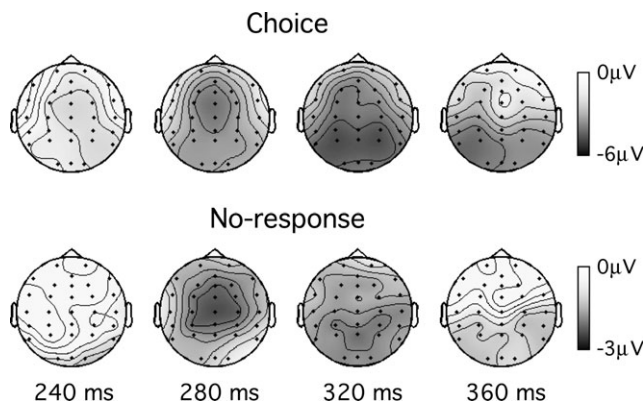 Choice
0μV
-6μV
No-response
0μV
-3μV
240 ms 280 ms 320 ms 360 ms